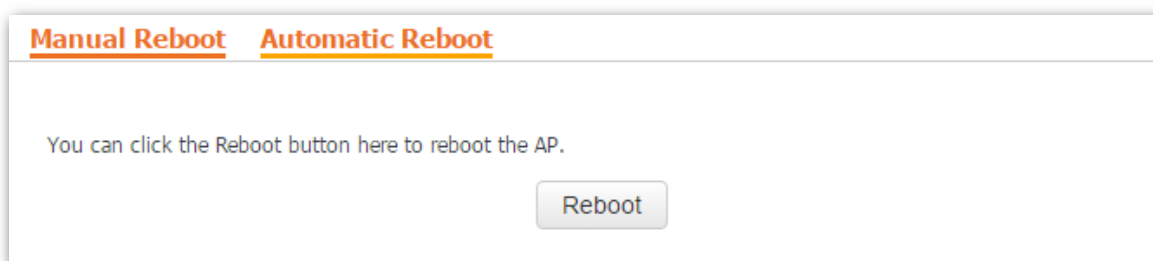 Manual Reboot Automatic Reboot
You can click the Reboot button here to reboot the AP.
Reboot